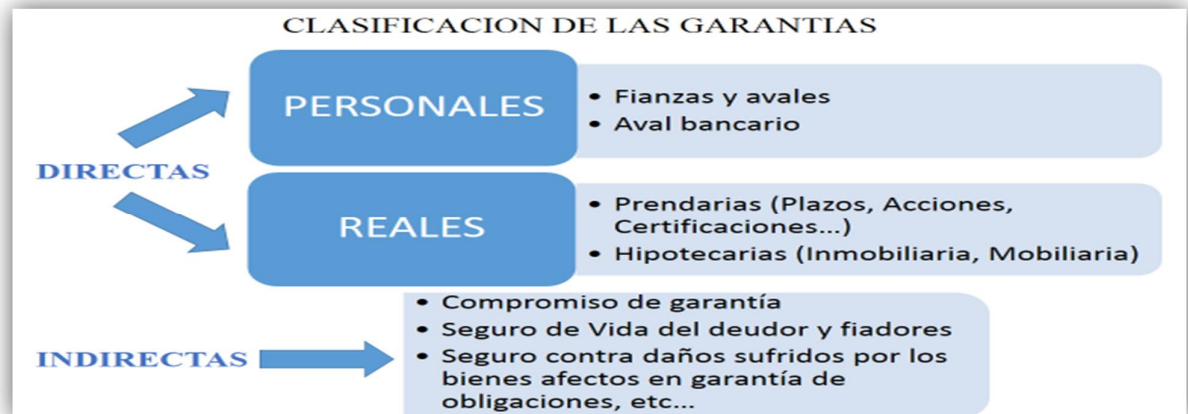 CLASIFICACION DE LAS GARANTIAS
DIRECTAS
PERSONALES
• Fianzas y avales
• Aval bancario
REALES
• Prendarias (Plazos, Acciones,
Certificaciones...)
• Hipotecarias (Inmobiliaria, Mobiliaria)
INDIRECTAS
• Compromiso de garantía
• Seguro de Vida del deudor y fiadores
• Seguro contra daños sufridos por los
bienes afectos en garantía de
obligaciones, etc...